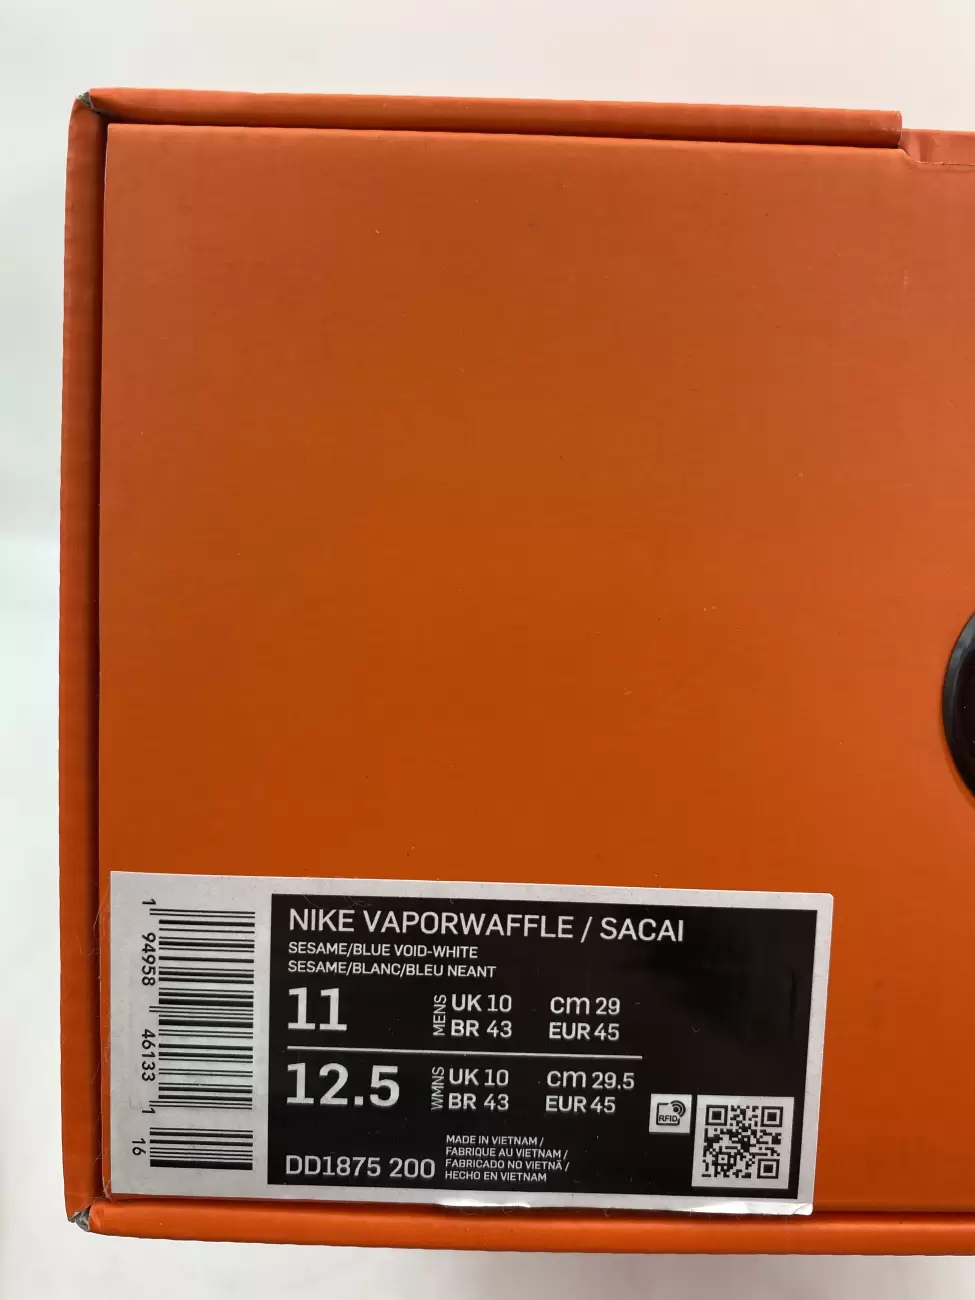 NIKE VAPORWAFFLE / SACAI
SESAME/BLUE VOID-WHITE
SESAME/BLANC/BLEU NEANT
11 MENS UK 10 cm 29
BR 43 EUR 45
12.5 WMNS UK 10 cm 29.5
BR 43 EUR 45
RFID
DD1875 200
MADE IN VIETNAM /
FABRIQUE AU VIETNAM /
FABRICADO NO VIETNÃ /
HECHO EN VIETNAM
1 94958 46133 1 16